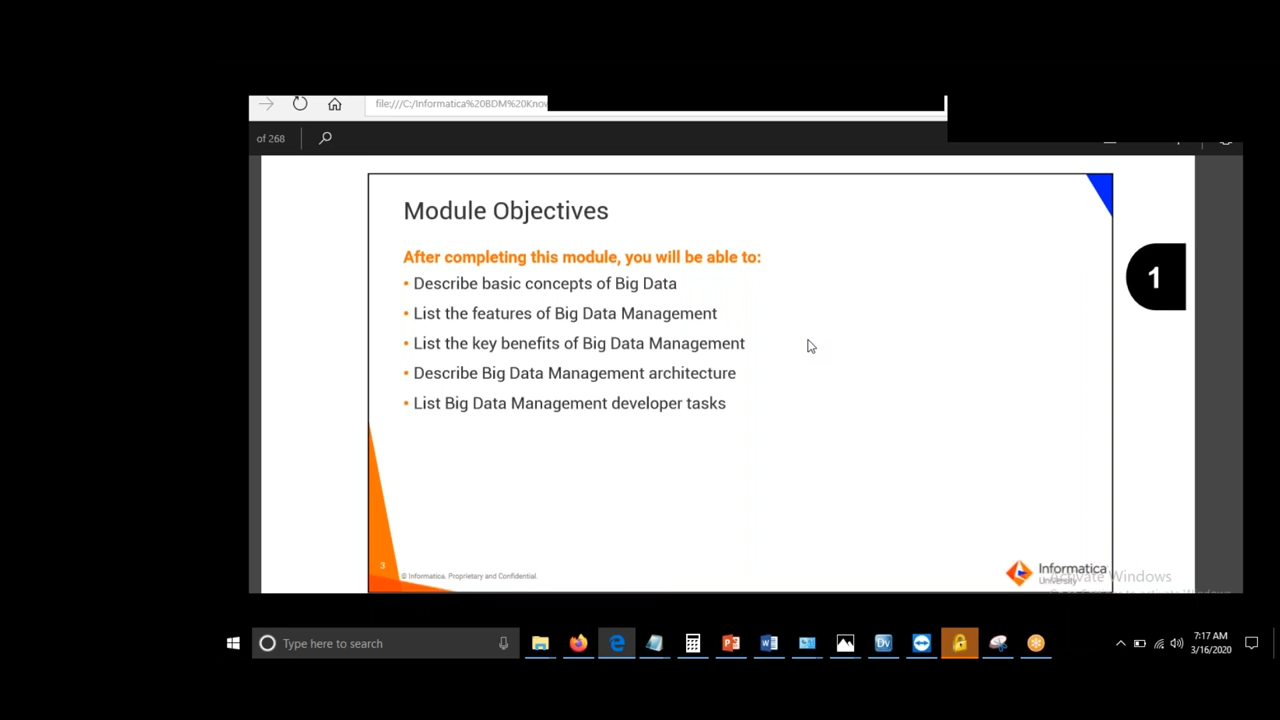 file:///C:/Informatica%20BDM%20Knov
of 268
Module Objectives
After completing this module, you will be able to:
• Describe basic concepts of Big Data
• List the features of Big Data Management
• List the key benefits of Big Data Management
• Describe Big Data Management architecture
• List Big Data Management developer tasks
1
3
© Informatica. Proprietary and Confidential.
Informatica
University
Activate Windows
Type here to search
7:17 AM
3/16/2020